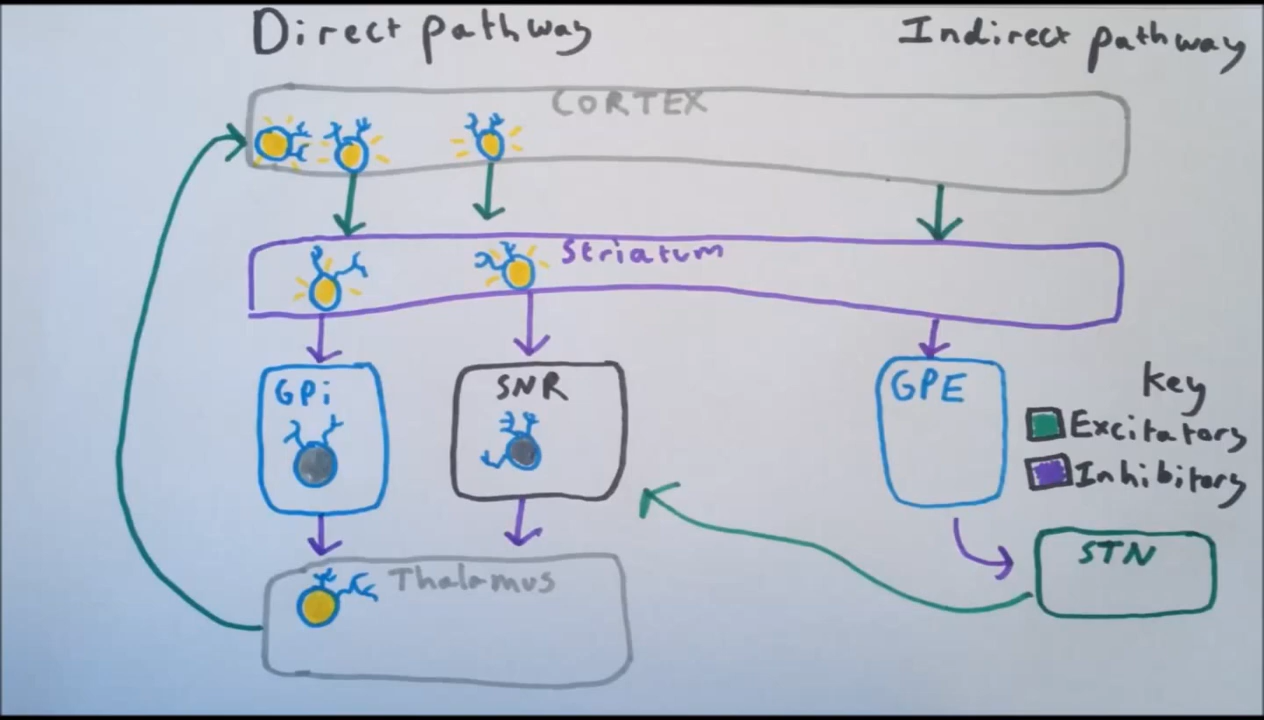 Direct pathway
Indirect pathway
CORTEX
Striatum
GPi
SNR
GPE
Key
Excitatory
Inhibitory
STN
Thalamus